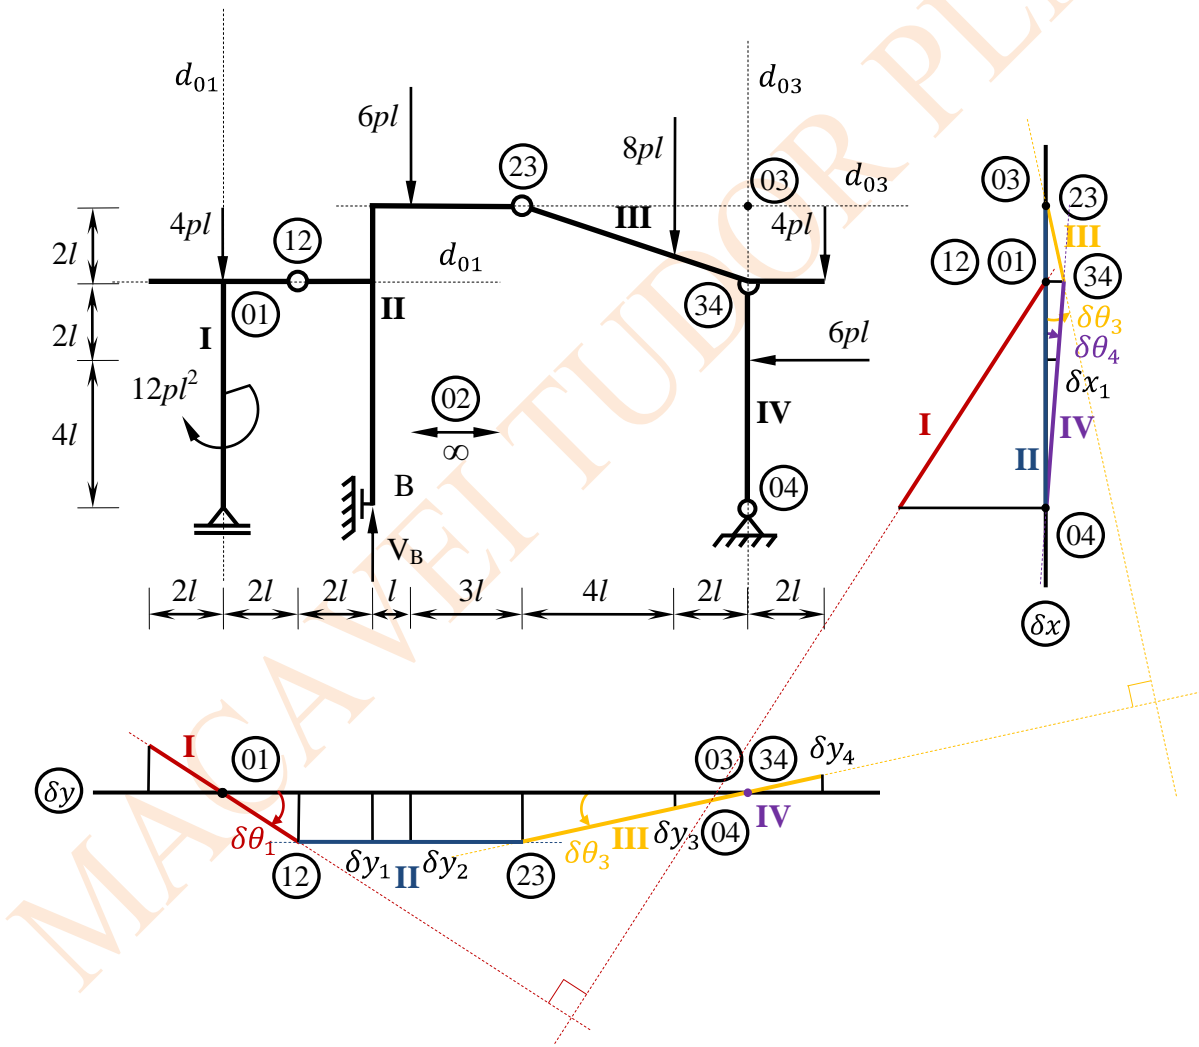 MACAVEI TUDOR PL
d₀₁
d₀₃
6pl
8pl
23
03
d₀₃
03
23
4pl
III
4pl
III
2l
12
d₀₁
12
01
34
01
II
34
2l
I
6pl
δθ₃
δθ₄
12pl²
02
δx₁
4l
∞
IV
I
IV
II
B
04
V_B
04
2l
2l
2l
l
3l
4l
2l
2l
δx
I
01
03
34
δy₄
δy
IV
δθ₁
δy₁
δy₂
δθ₃
III
δy₃
04
12
II
23